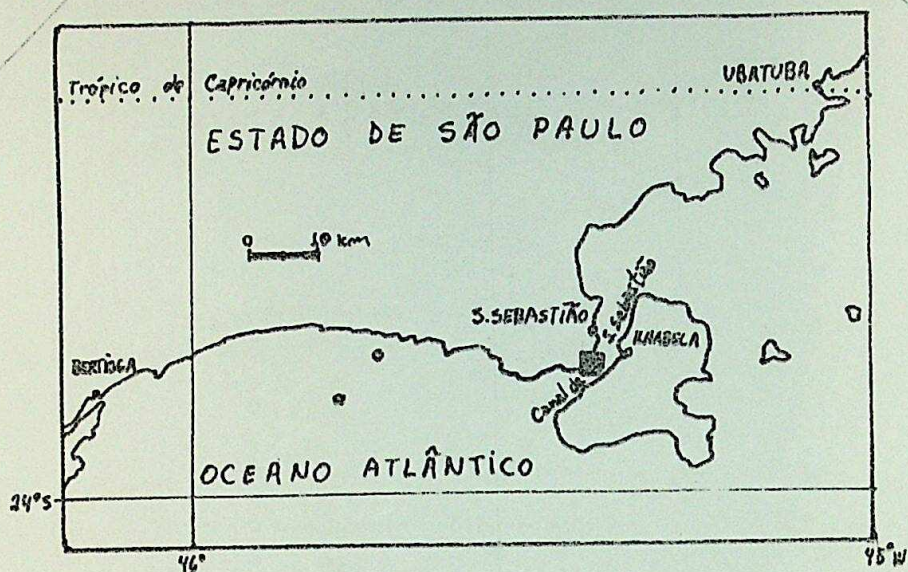 Trópico de Capricórnio
UBATUBA
ESTADO DE SÃO PAULO
0 10 km
S.SEBASTIÃO
S. Sebastião
ILHABELA
BERTIOGA
Canal de
OCEANO ATLÂNTICO
24°S
46°
45°W